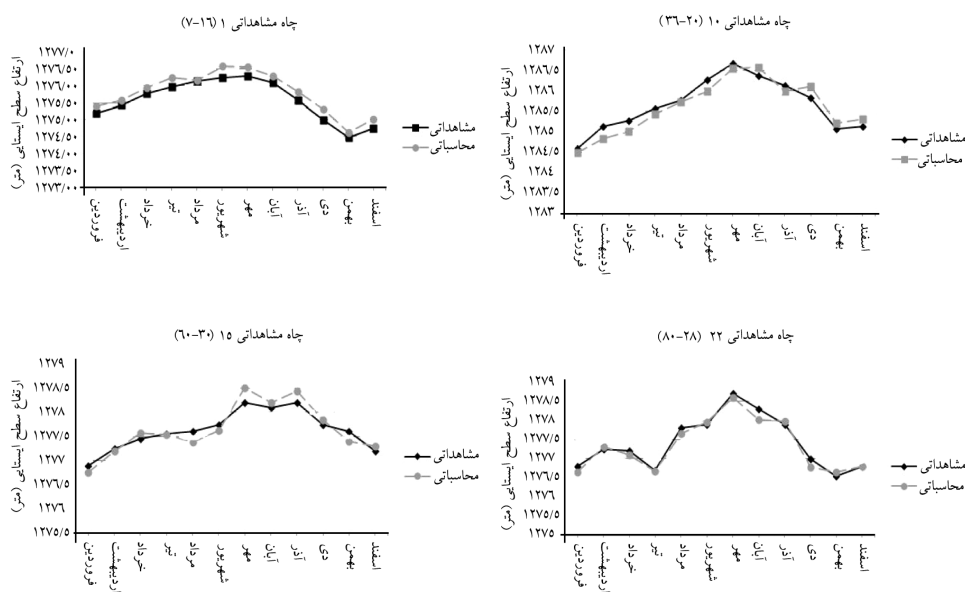 چاه مشاهداتی ۱ (۷-۱۶)
ارتفاع سطح ایستایی (متر)
۱۲۷۷/۰
۱۲۷۶/۵۰
۱۲۷۶/۰۰
۱۲۷۵/۵۰
۱۲۷۵/۰۰
۱۲۷۴/۵۰
۱۲۷۴/۰۰
۱۲۷۳/۵۰
۱۲۷۳/۰۰
فروردین
اردیبهشت
خرداد
تیر
مرداد
شهریور
مهر
آبان
آذر
دی
بهمن
اسفند
مشاهداتی
محاسباتی
چاه مشاهداتی ۱۰ (۳۶-۲۰)
ارتفاع سطح ایستایی (متر)
۱۲۸۷
۱۲۸۶/۵
۱۲۸۶
۱۲۸۵/۵
۱۲۸۵
۱۲۸۴/۵
۱۲۸۴
۱۲۸۳/۵
۱۲۸۳
فروردین
اردیبهشت
خرداد
تیر
مرداد
شهریور
مهر
آبان
آذر
دی
بهمن
اسفند
مشاهداتی
محاسباتی
چاه مشاهداتی ۱۵ (۶۰-۳۰)
ارتفاع سطح ایستایی (متر)
۱۲۷۹
۱۲۷۸/۵
۱۲۷۸
۱۲۷۷/۵
۱۲۷۷
۱۲۷۶/۵
۱۲۷۶
۱۲۷۵/۵
فروردین
اردیبهشت
خرداد
تیر
مرداد
شهریور
مهر
آبان
آذر
دی
بهمن
اسفند
مشاهداتی
محاسباتی
چاه مشاهداتی ۲۲ (۸۰-۲۸)
ارتفاع سطح ایستایی (متر)
۱۲۷۹
۱۲۷۸/۵
۱۲۷۸
۱۲۷۷/۵
۱۲۷۷
۱۲۷۶/۵
۱۲۷۶
۱۲۷۵/۵
۱۲۷۵
فروردین
اردیبهشت
خرداد
تیر
مرداد
شهریور
مهر
آبان
آذر
دی
بهمن
اسفند
مشاهداتی
محاسباتی